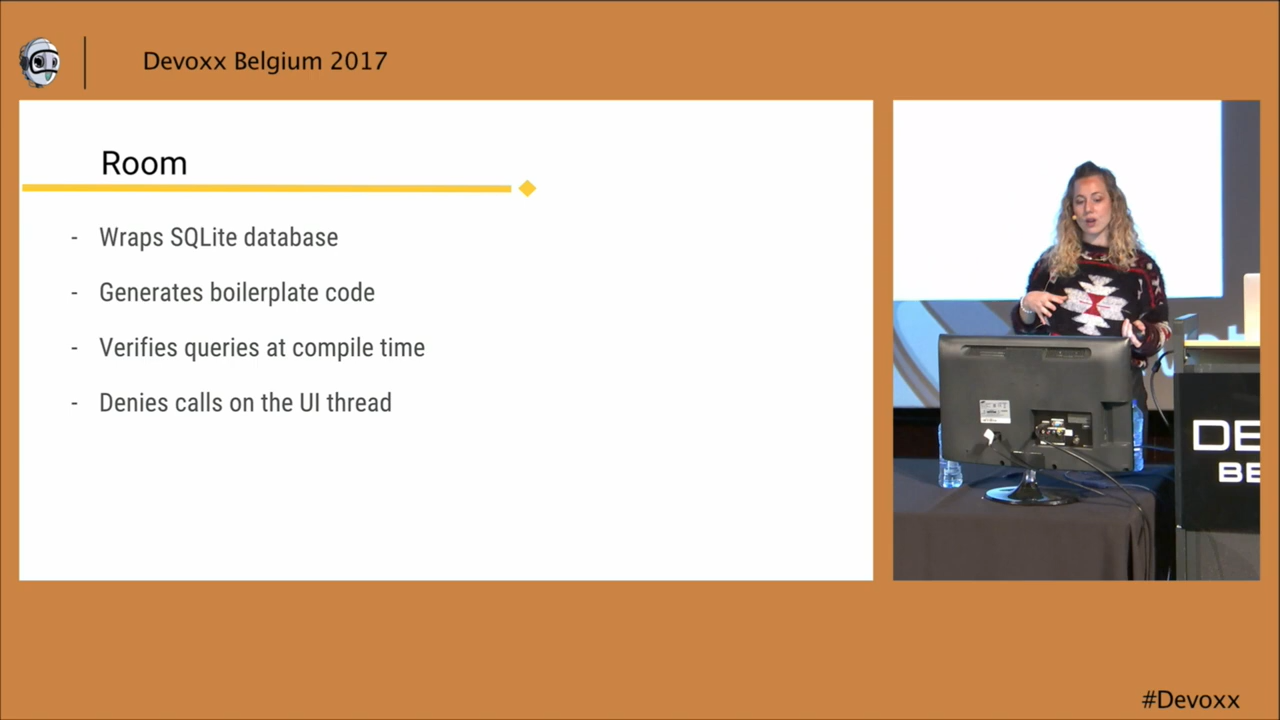 Devoxx Belgium 2017
Room
- Wraps SQLite database
- Generates boilerplate code
- Verifies queries at compile time
- Denies calls on the UI thread
DE
BE
#Devoxx